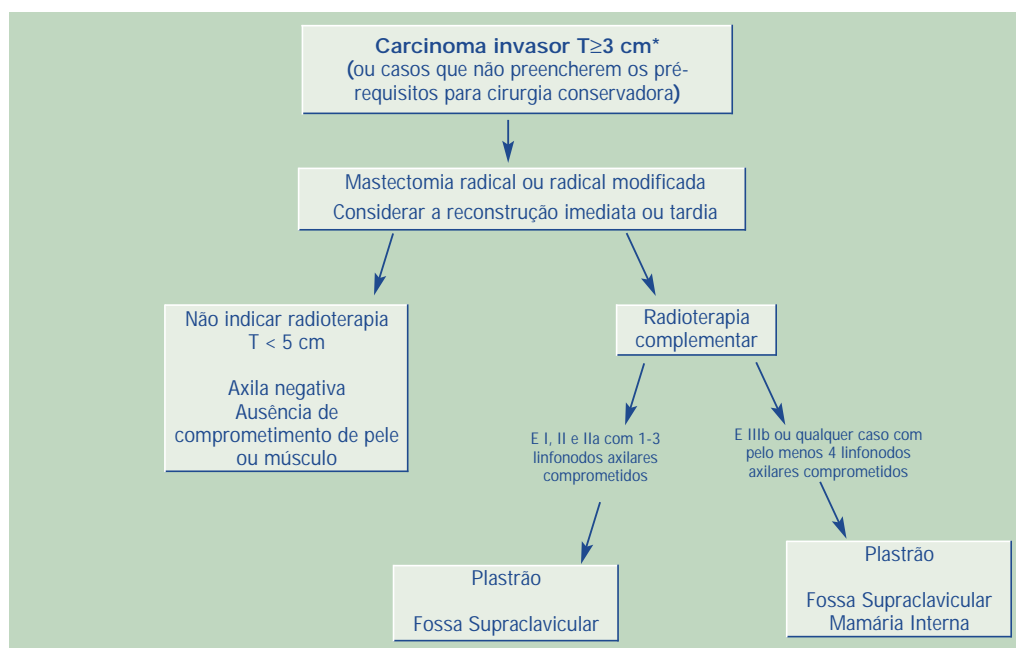 Carcinoma invasor T≥3 cm*
(ou casos que não preencherem os pré-
requisitos para cirurgia conservadora)
Mastectomia radical ou radical modificada
Considerar a reconstrução imediata ou tardia
Não indicar radioterapia
T < 5 cm
Axila negativa
Ausência de
comprometimento de pele
ou músculo
Radioterapia
complementar
E I, II e IIa com 1-3
linfonodos axilares
comprometidos
E IIIb ou qualquer caso com
pelo menos 4 linfonodos
axilares comprometidos
Plastrão
Fossa Supraclavicular
Plastrão
Fossa Supraclavicular
Mamária Interna